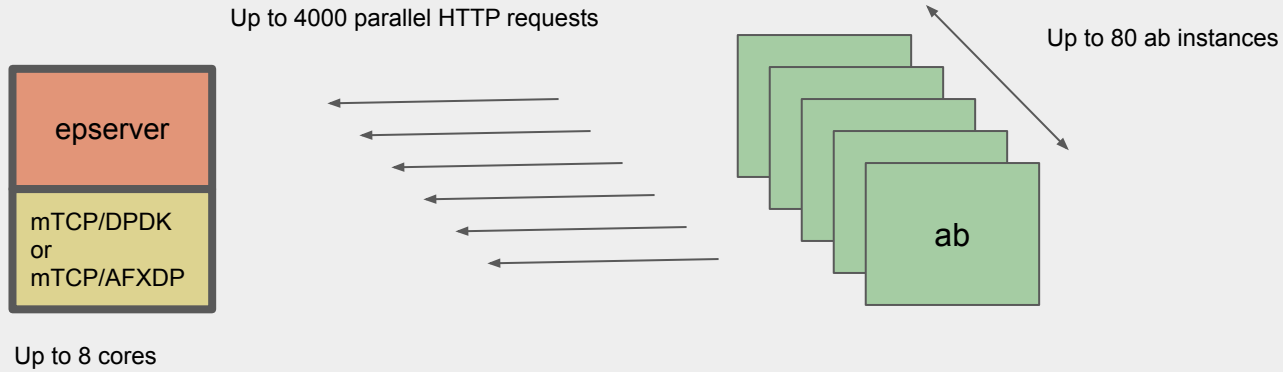 Up to 4000 parallel HTTP requests
Up to 80 ab instances
epserver
mTCP/DPDK
or
mTCP/AFXDP
ab
Up to 8 cores